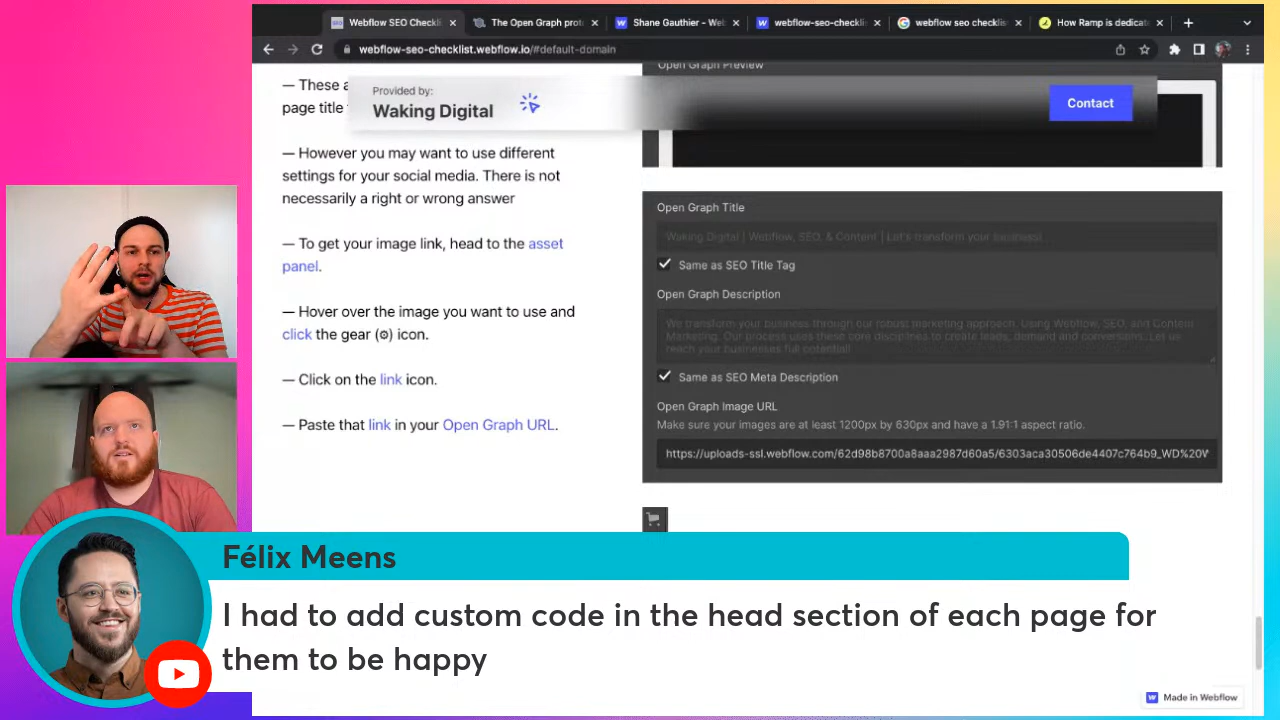 Webflow SEO Checkli
The Open Graph prot
Shane Gauthier - We
webflow-seo-checkli
webflow seo checklis
How Ramp is dedicat
webflow-seo-checklist.webflow.io/#default-domain
— These a
page title
Provided by:
Waking Digital
Contact
— However you may want to use different
settings for your social media. There is not
necessarily a right or wrong answer
— To get your image link, head to the asset
panel.
— Hover over the image you want to use and
click the gear (⚙) icon.
— Click on the link icon.
— Paste that link in your Open Graph URL.
Open Graph Preview
Open Graph Title
Waking Digital | Webflow, SEO, & Content | Let's transform your business!
Same as SEO Title Tag
Open Graph Description
We transform your business through our robust marketing approach. Using Webflow, SEO, and Content
Marketing. Our process uses these core disciplines to create leads, demand and conversions. Let us
reach your businesses full potential!
Same as SEO Meta Description
Open Graph Image URL
Make sure your images are at least 1200px by 630px and have a 1.91:1 aspect ratio.
https://uploads-ssl.webflow.com/62d98b8700a8aaa2987d60a5/6303aca30506de4407c764b9_WD%20W
Félix Meens
I had to add custom code in the head section of each page for
them to be happy
Made in Webflow